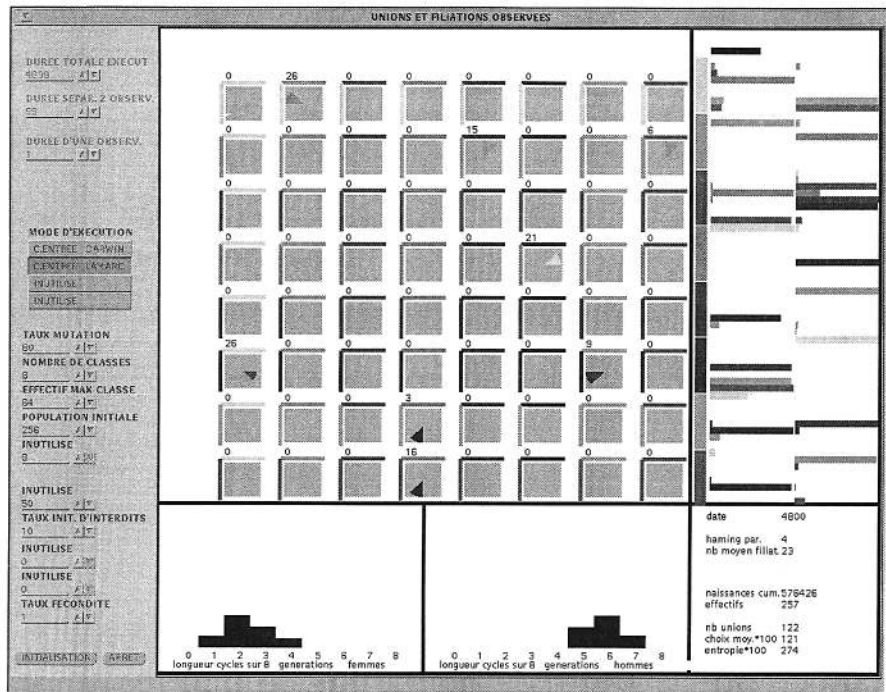 UNIONS ET FILIATIONS OBSERVEES
DUREE TOTALE EXECUT
DUREE SEPAR. 2 OBSERV.
DUREE D'UNE OBSERV.
1
MODE D'EXECUTION
CENTREE DARWIN
CENTREE LAMARC
INUTILISE
INUTILISE
TAUX MUTATION
80
NOMBRE DE CLASSES
8
EFFECTIF MAX CLASSE
64
POPULATION INITIALE
256
INUTILISE
8
INUTILISE
50
TAUX INIT. D'INTERDITS
10
INUTILISE
0
INUTILISE
0
TAUX FECONDITE
1
INITIALISATION ARRET
0 26 0 0 0 0 0 0
0 0 0 0 15 0 0 6
0 0 0 0 0 0 0 0
0 0 0 0 0 21 0 0
0 0 0 0 0 0 0 0
26 0 0 0 0 0 9 0
0 0 0 3 0 0 0 0
0 0 0 16 0 0 0 0
0 1 2 3 4 5 6 7 8
longueur cycles sur 8 generations femmes
0 1 2 3 4 5 6 7 8
longueur cycles sur 8 generations hommes
date 4800
haming par. 4
nb moyen filiat. 23
naissances cum. 576426
effectifs 257
nb unions 122
choix moy.*100 121
entropie*100 274